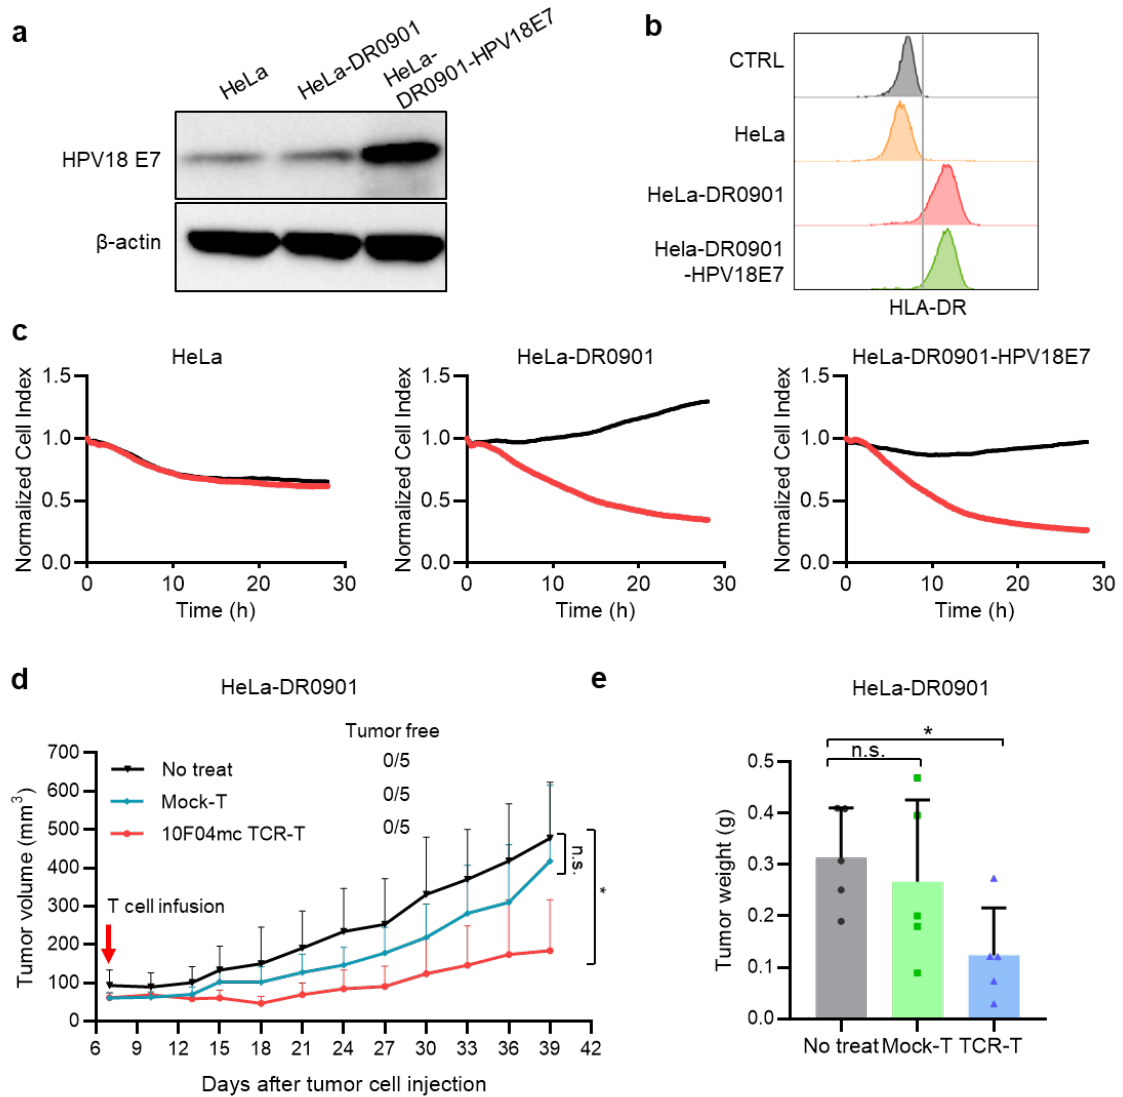 a
HeLa
HeLa-DR0901
HeLa-
DR0901-HPV18E7
HPV18 E7
β-actin
b
CTRL
HeLa
HeLa-DR0901
Hela-DR0901
-HPV18E7
HLA-DR
c
HeLa
Normalized Cell Index
1.5
1.0
0.5
0.0
0 10 20 30
Time (h)
HeLa-DR0901
Normalized Cell Index
1.5
1.0
0.5
0.0
0 10 20 30
Time (h)
HeLa-DR0901-HPV18E7
Normalized Cell Index
1.5
1.0
0.5
0.0
0 10 20 30
Time (h)
d
HeLa-DR0901
Tumor volume (mm³)
700
600
500
400
300
200
100
0
Tumor free
No treat 0/5
Mock-T 0/5
10F04mc TCR-T 0/5
T cell infusion
n.s.
*
6 9 12 15 18 21 24 27 30 33 36 39 42
Days after tumor cell injection
e
HeLa-DR0901
*
n.s.
Tumor weight (g)
0.5
0.4
0.3
0.2
0.1
0.0
No treat Mock-T TCR-T